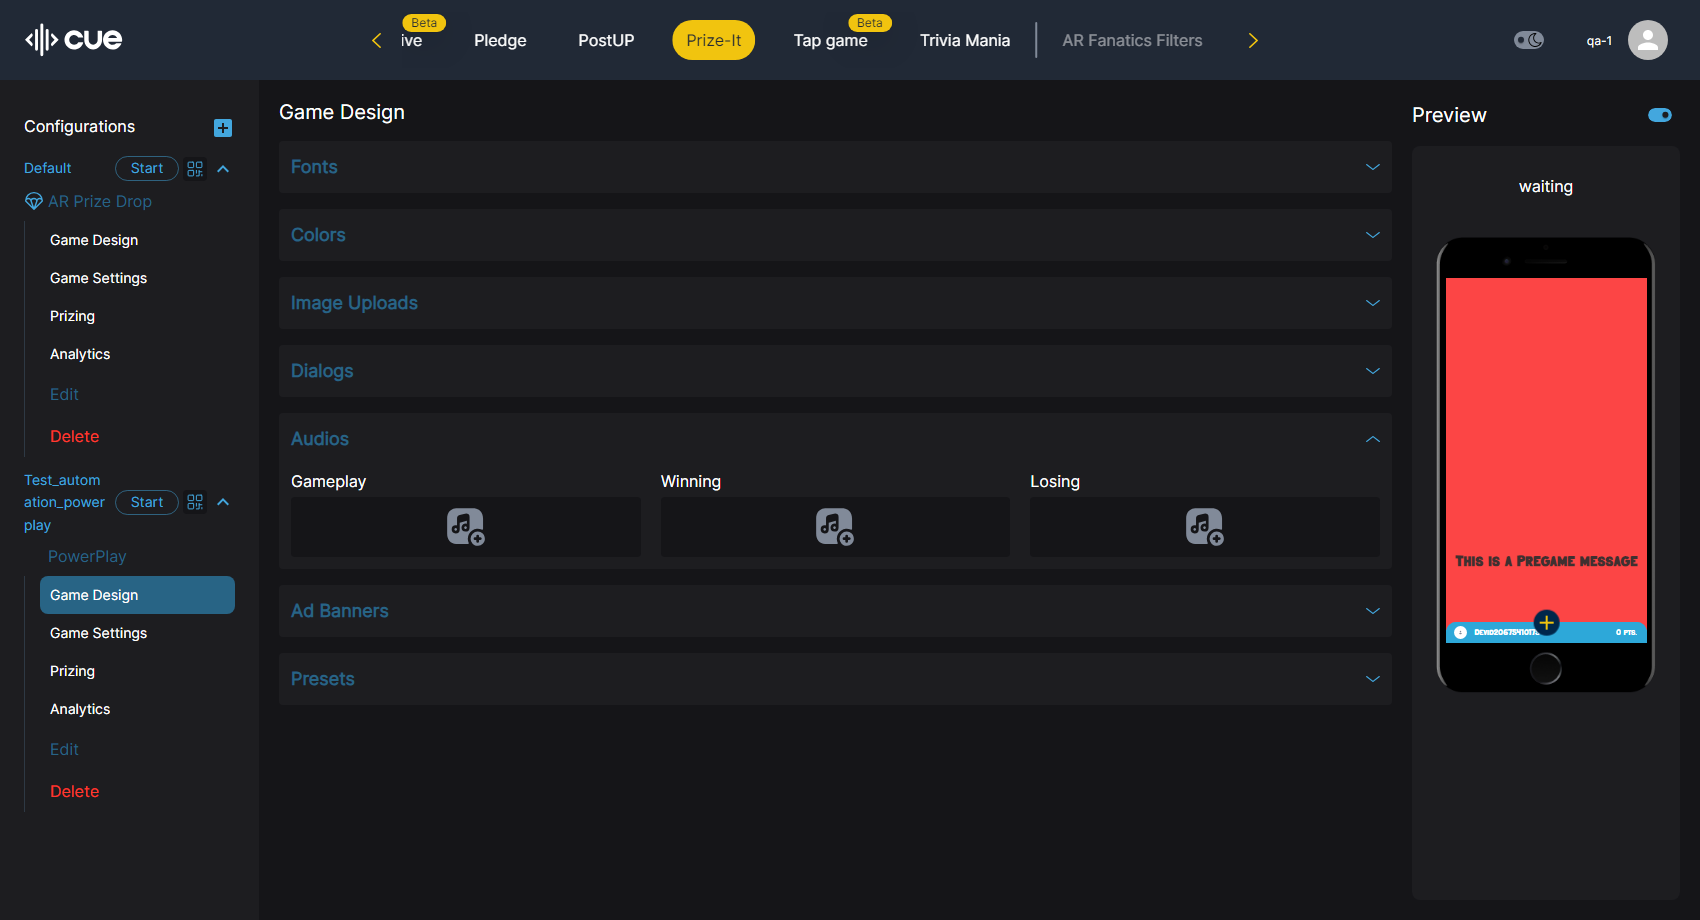 cue
Beta
ive
Pledge
PostUP
Prize-It
Beta
Tap game
Trivia Mania
AR Fanatics Filters
qa-1
Configurations
Default
Start
AR Prize Drop
Game Design
Game Settings
Prizing
Analytics
Edit
Delete
Test_autom
ation_power
play
Start
PowerPlay
Game Design
Game Settings
Prizing
Analytics
Edit
Delete
Game Design
Fonts
Colors
Image Uploads
Dialogs
Audios
Gameplay
Winning
Losing
Ad Banners
Presets
Preview
waiting
This is a Pregame message
0 pts.